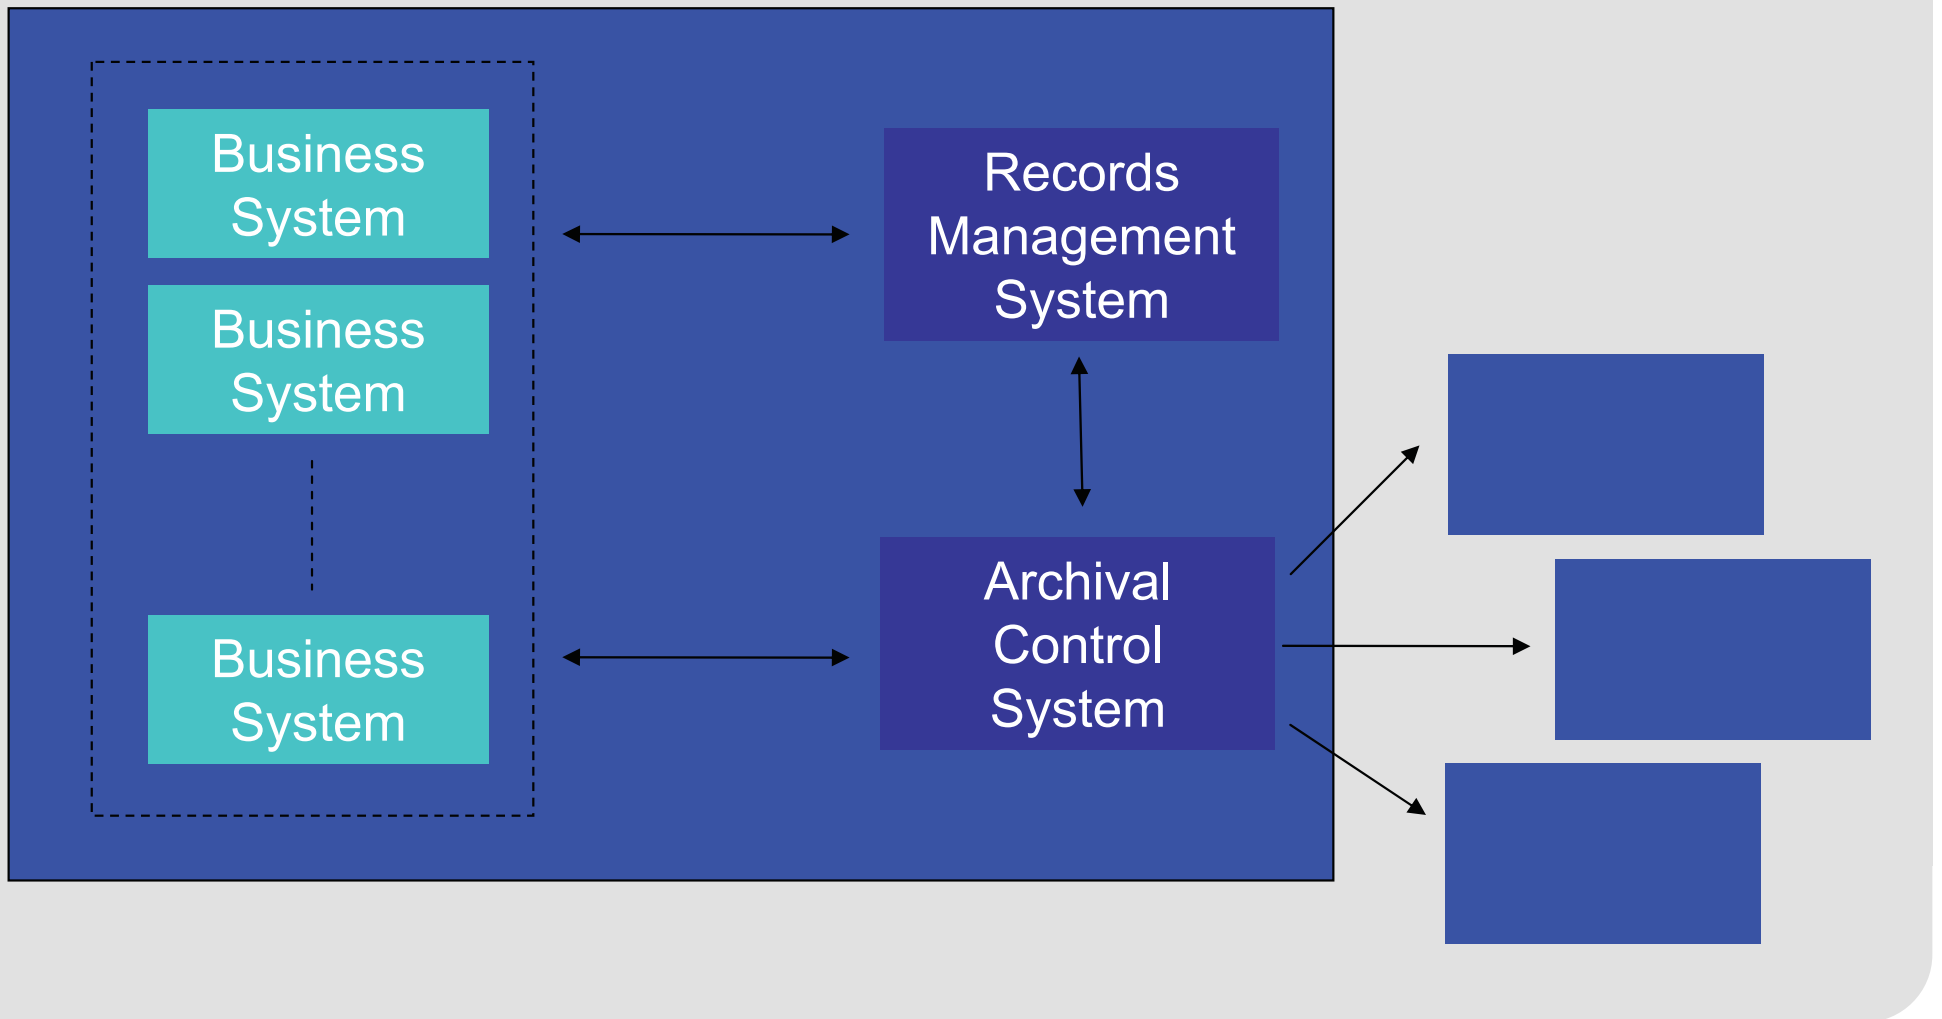 Business
System
Business
System
Business
System
Records
Management
System
Archival
Control
System